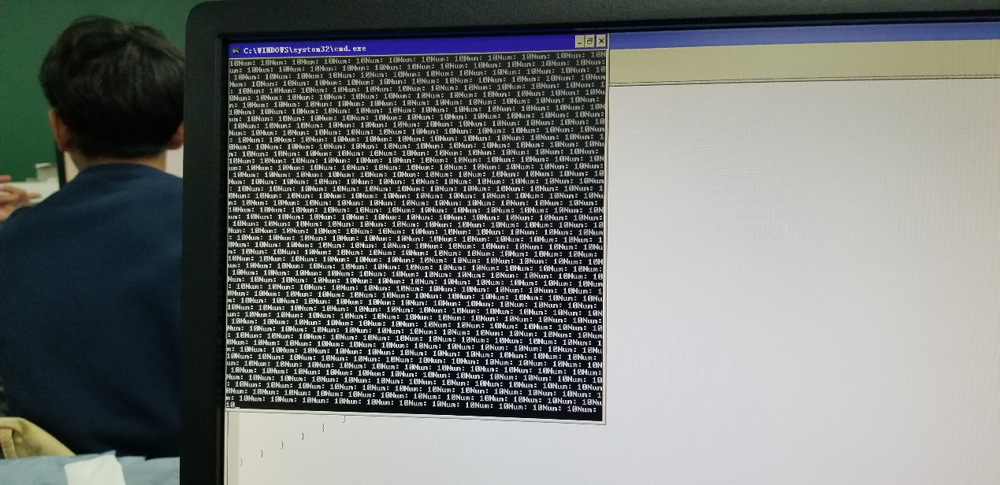 C:\WINDOWS\system32\cmd.exe
10Num: 10Num: 10Num: 10Num: 10Num: 10Num: 10Num: 10Num: 10Num: 10Num: 10Num: 10N
um: 10Num: 10Num: 10Num: 10Num: 10Num: 10Num: 10Num: 10Num: 10Num: 10Num: 10Num:
 10Num: 10Num: 10Num: 10Num: 10Num: 10Num: 10Num: 10Num: 10Num: 10Num: 10Num: 10
Num: 10Num: 10Num: 10Num: 10Num: 10Num: 10Num: 10Num: 10Num: 10Num: 10Num: 10Num
: 10Num: 10Num: 10Num: 10Num: 10Num: 10Num: 10Num: 10Num: 10Num: 10Num: 10Num: 1
0Num: 10Num: 10Num: 10Num: 10Num: 10Num: 10Num: 10Num: 10Num: 10Num: 10Num: 10Nu
m: 10Num: 10Num: 10Num: 10Num: 10Num: 10Num: 10Num: 10Num: 10Num: 10Num: 10Num: 
10Num: 10Num: 10Num: 10Num: 10Num: 10Num: 10Num: 10Num: 10Num: 10Num: 10Num: 10N
um: 10Num: 10Num: 10Num: 10Num: 10Num: 10Num: 10Num: 10Num: 10Num: 10Num: 10Num:
 10Num: 10Num: 10Num: 10Num: 10Num: 10Num: 10Num: 10Num: 10Num: 10Num: 10Num: 10
Num: 10Num: 10Num: 10Num: 10Num: 10Num: 10Num: 10Num: 10Num: 10Num: 10Num: 10Num
: 10Num: 10Num: 10Num: 10Num: 10Num: 10Num: 10Num: 10Num: 10Num: 10Num: 10Num: 1
0Num: 10Num: 10Num: 10Num: 10Num: 10Num: 10Num: 10Num: 10Num: 10Num: 10Num: 10Nu
m: 10Num: 10Num: 10Num: 10Num: 10Num: 10Num: 10Num: 10Num: 10Num: 10Num: 10Num: 
10Num: 10Num: 10Num: 10Num: 10Num: 10Num: 10Num: 10Num: 10Num: 10Num: 10Num: 10N
um: 10Num: 10Num: 10Num: 10Num: 10Num: 10Num: 10Num: 10Num: 10Num: 10Num: 10Num:
 10Num: 10Num: 10Num: 10Num: 10Num: 10Num: 10Num: 10Num: 10Num: 10Num: 10Num: 10
Num: 10Num: 10Num: 10Num: 10Num: 10Num: 10Num: 10Num: 10Num: 10Num: 10Num: 10Num
: 10Num: 10Num: 10Num: 10Num: 10Num: 10Num: 10Num: 10Num: 10Num: 10Num: 10Num: 1
0Num: 10Num: 10Num: 10Num: 10Num: 10Num: 10Num: 10Num: 10Num: 10Num: 10Num: 10Nu
m: 10Num: 10Num: 10Num: 10Num: 10Num: 10Num: 10Num: 10Num: 10Num: 10Num: 10Num: 
10Num: 10Num: 10Num: 10Num: 10Num: 10Num: 10Num: 10Num: 10Num: 10Num: 10Num: 10N
um: 10Num: 10Num: 10Num: 10Num: 10Num: 10Num: 10Num: 10Num: 10Num: 10Num: 10Num:
 10Num: 10Num: 10Num: 10Num: 10Num: 10Num: 10Num: 10Num: 10Num: 10Num: 10Num: 10
Num: 10Num: 10Num: 10Num: 10Num: 10Num: 10Num: 10Num: 10Num: 10Num: 10Num: 10Num
: 10Num: 10Num: 10Num: 10Num: 10Num: 10Num: 10Num: 10Num: 10Num: 10Num: 10Num: 1
0Num: 10Num: 10Num: 10Num: 10Num: 10Num: 10Num: 10Num: 10Num: 10Num: 10Num: 10Nu
m: 10Num: 10Num: 10Num: 10Num: 10Num: 10Num: 10Num: 10Num: 10Num: 10Num: 10Num: 
10Num: 10Num: 10Num: 10Num: 10Num: 10Num: 10Num: 10Num: 10Num: 10Num: 10Num: 10N
um: 10Num: 10Num: 10Num: 10Num: 10Num: 10Num: 10Num: 10Num: 10Num: 10Num: 10Num:
 10Num: 10Num: 10Num: 10Num: 10Num: 10Num: 10Num: 10Num: 10Num: 10Num: 10Num: 10
Num: 10Num: 10Num: 10Num: 10Num: 10Num: 10Num: 10Num: 10Num: 10Num: 10Num: 10Num
: 10Num: 10Num: 10Num: 10Num: 10Num: 10Num: 10Num: 10Num: 10Num: 10Num: 10Num: 1
0Num: 10Num: 10Num: 10Num: 10Num: 10Num: 10Num: 10Num: 10Num: 10Num: 10Num: 10Nu
m: 10Num: 10Num: 10Num: 10Num: 10Num: 10Num: 10Num: 10Num: 10Num: 10Num: 10Num: 
10Num: 10Num: 10Num: 10Num: 10Num: 10Num: 10Num: 10Num: 10Num: 10Num: 10Num: 10N
um: 10Num: 10Num: 10Num: 10Num: 10Num: 10Num: 10Num: 10Num: 10Num: 10Num: 10Num:
 10Num: 10Num: 10Num: 10Num: 10Num: 10Num: 10Num: 10Num: 10Num: 10Num: 10Num: 10
Num: 10Num: 10Num: 10Num: 10Num: 10Num: 10Num: 10Num: 10Num: 10Num: 10Num: 10Num
: 10Num: 10Num: 10Num: 10Num: 10Num: 10Num: 10Num: 10Num: 10Num: 10Num: 10Num: 1
0Num: 10Num: 10Num: 10Num: 10Num: 10Num: 10Num: 10Num: 10Num: 10Num: 10Num: 10Nu
m: 10Num: 10Num: 10Num: 10Num: 10Num: 10Num: 10Num: 10Num: 10Num: 10Num: 10Num: 
10Num: 10Num: 10Num: 10Num: 10Num: 10Num: 10Num: 10Num: 10Num: 10Num: 10Num: 10N
um: 10Num: 10Num: 10Num: 10Num: 10Num: 10Num: 10Num: 10Num: 10Num: 10Num: 10Num:
 10Num: 10Num: 10Num: 10Num: 10Num: 10Num: 10Num: 10Num: 10Num: 10Num: 10Num: 10
Num: 10Num: 10Num: 10Num: 10Num: 10Num: 10Num: 10Num: 10Num: 10Num: 10Num: 10Num
: 10Num: 10Num: 10Num: 10Num: 10Num: 10Num: 10Num: 10Num: 10Num: 10Num: 10Num: 1
0Num: 10Num: 10Num: 10Num: 10Num: 10Num: 10Num: 10Num: 10Num: 10Num: 10Num: 10Nu
m: 10Num: 10Num: 10Num: 10Num: 10Num: 10Num: 10Num: 10Num: 10Num: 10Num: 10Num: 
10_
}
}
}
}
}
}